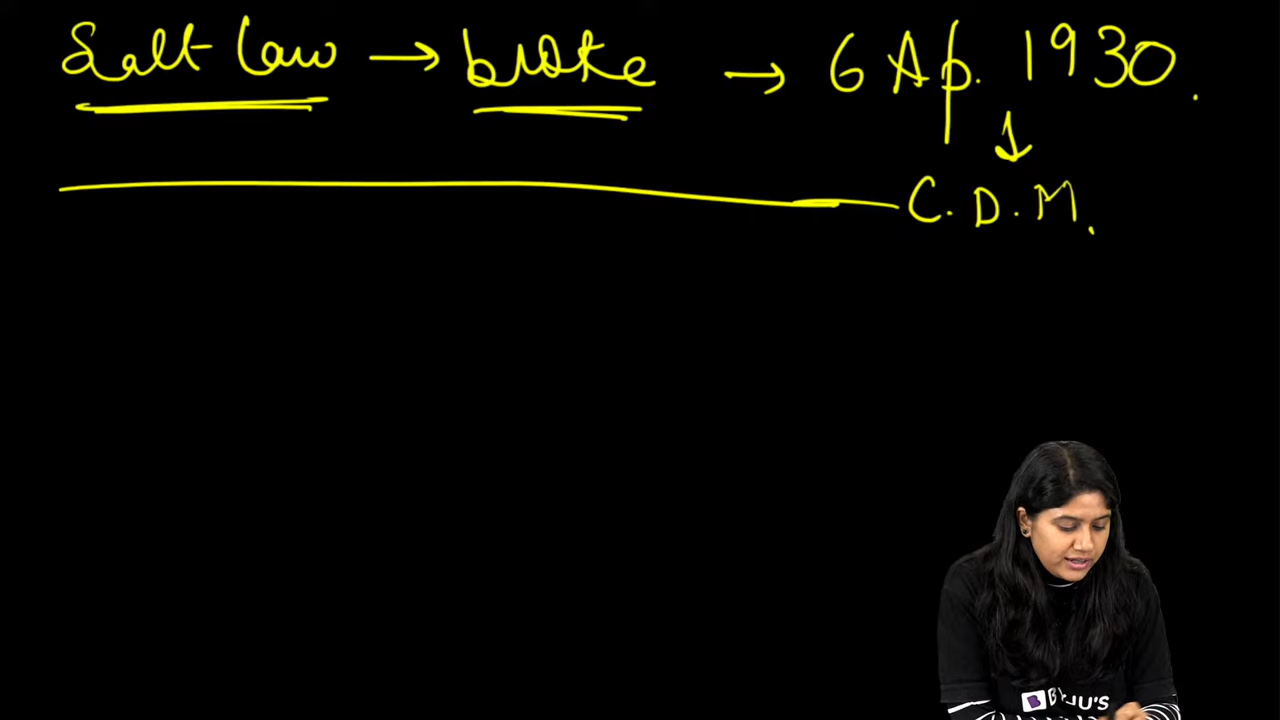 Salt Law → broke → 6 Ap. 1930.
↓
C.D.M.
BYJU'S